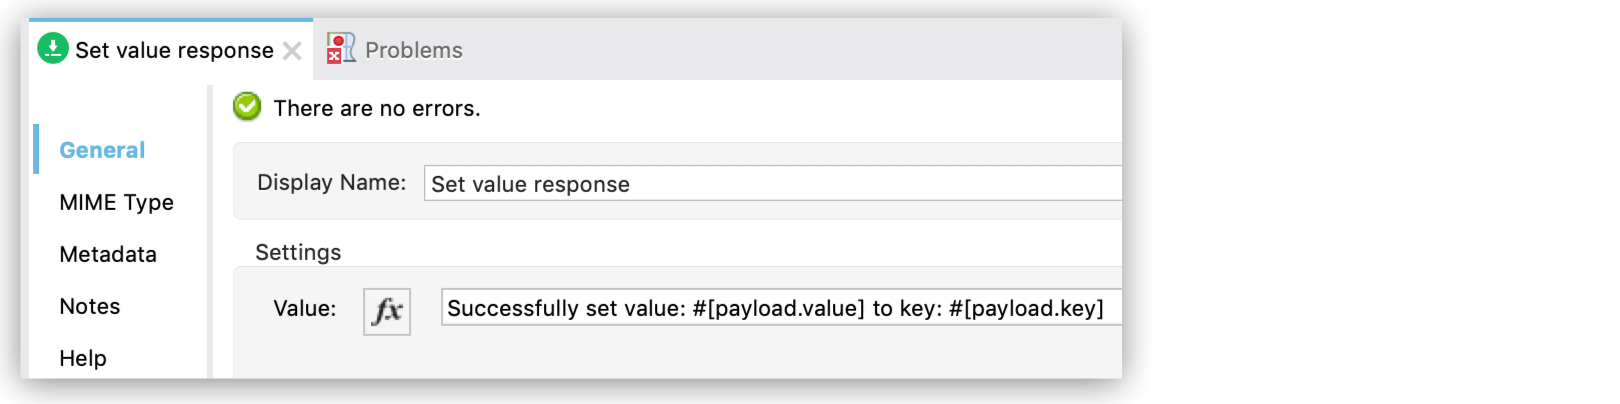 Set value response
Problems
There are no errors.
General
Display Name: Set value response
MIME Type
Metadata
Settings
Notes
Value: fx Successfully set value: #[payload.value] to key: #[payload.key]
Help